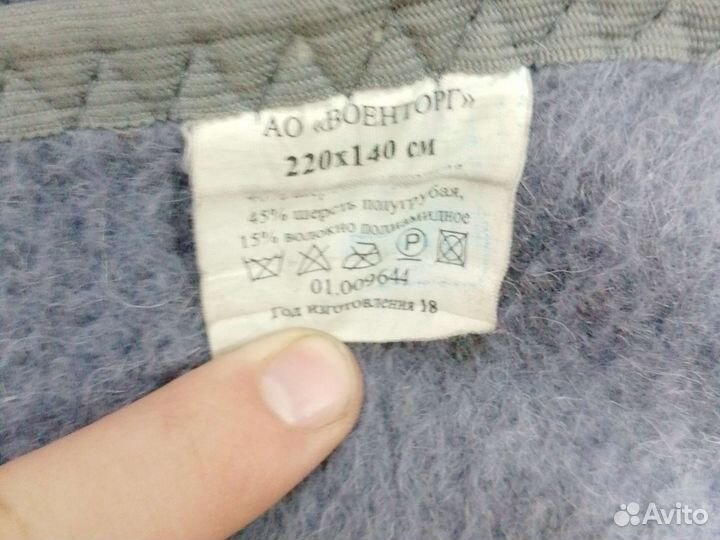 АО «ВОЕНТОРГ»
220х140 см
45% шерсть полугрубая,
15% волокно полиамидное
P
01.009644
Год изготовления 18
Avito